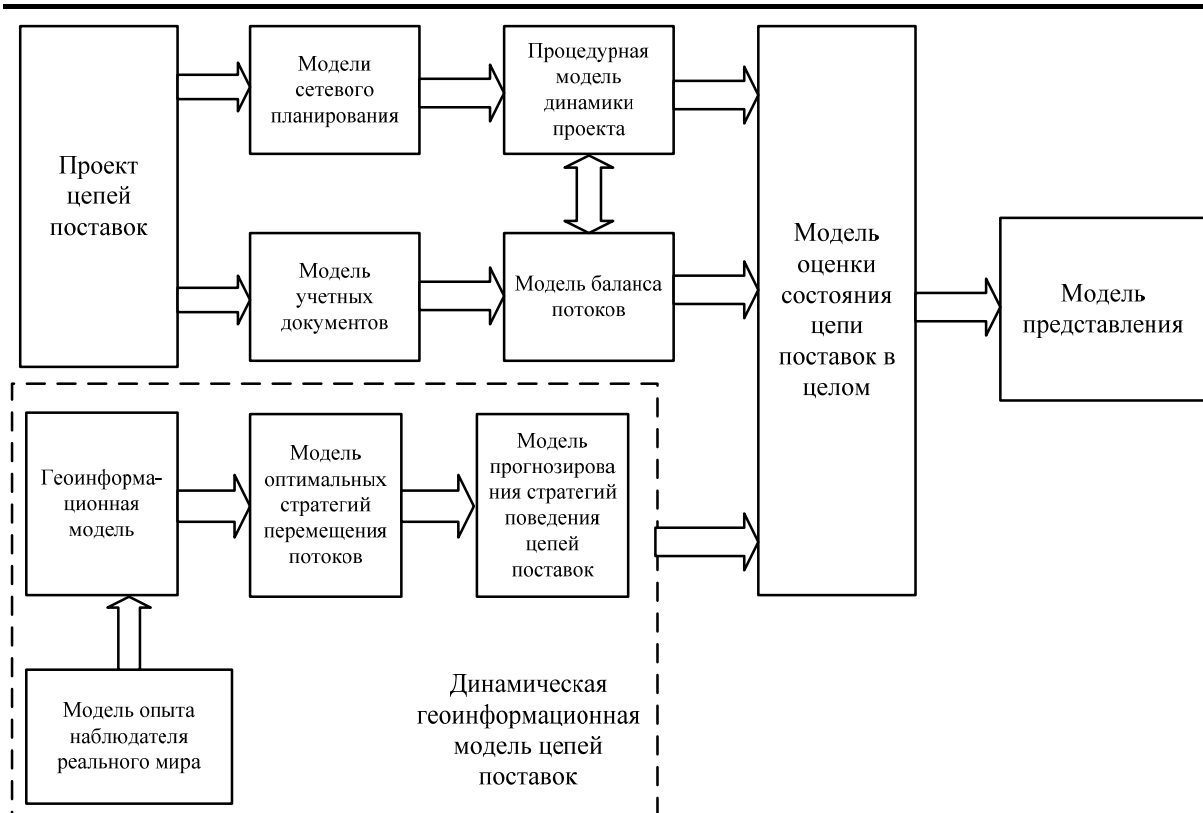 Проект
цепей
поставок
Модели
сетевого
планирования
Процедурная
модель
динамики
проекта
Модель
учетных
документов
Модель баланса
потоков
Модель
оценки
состояния
цепи
поставок в
целом
Модель
представления
Геоинформа-
ционная
модель
Модель
оптимальных
стратегий
перемещения
потоков
Модель
прогнозирова
ния стратегий
поведения
цепей
поставок
Модель опыта
наблюдателя
реального мира
Динамическая
геоинформационная
модель цепей
поставок